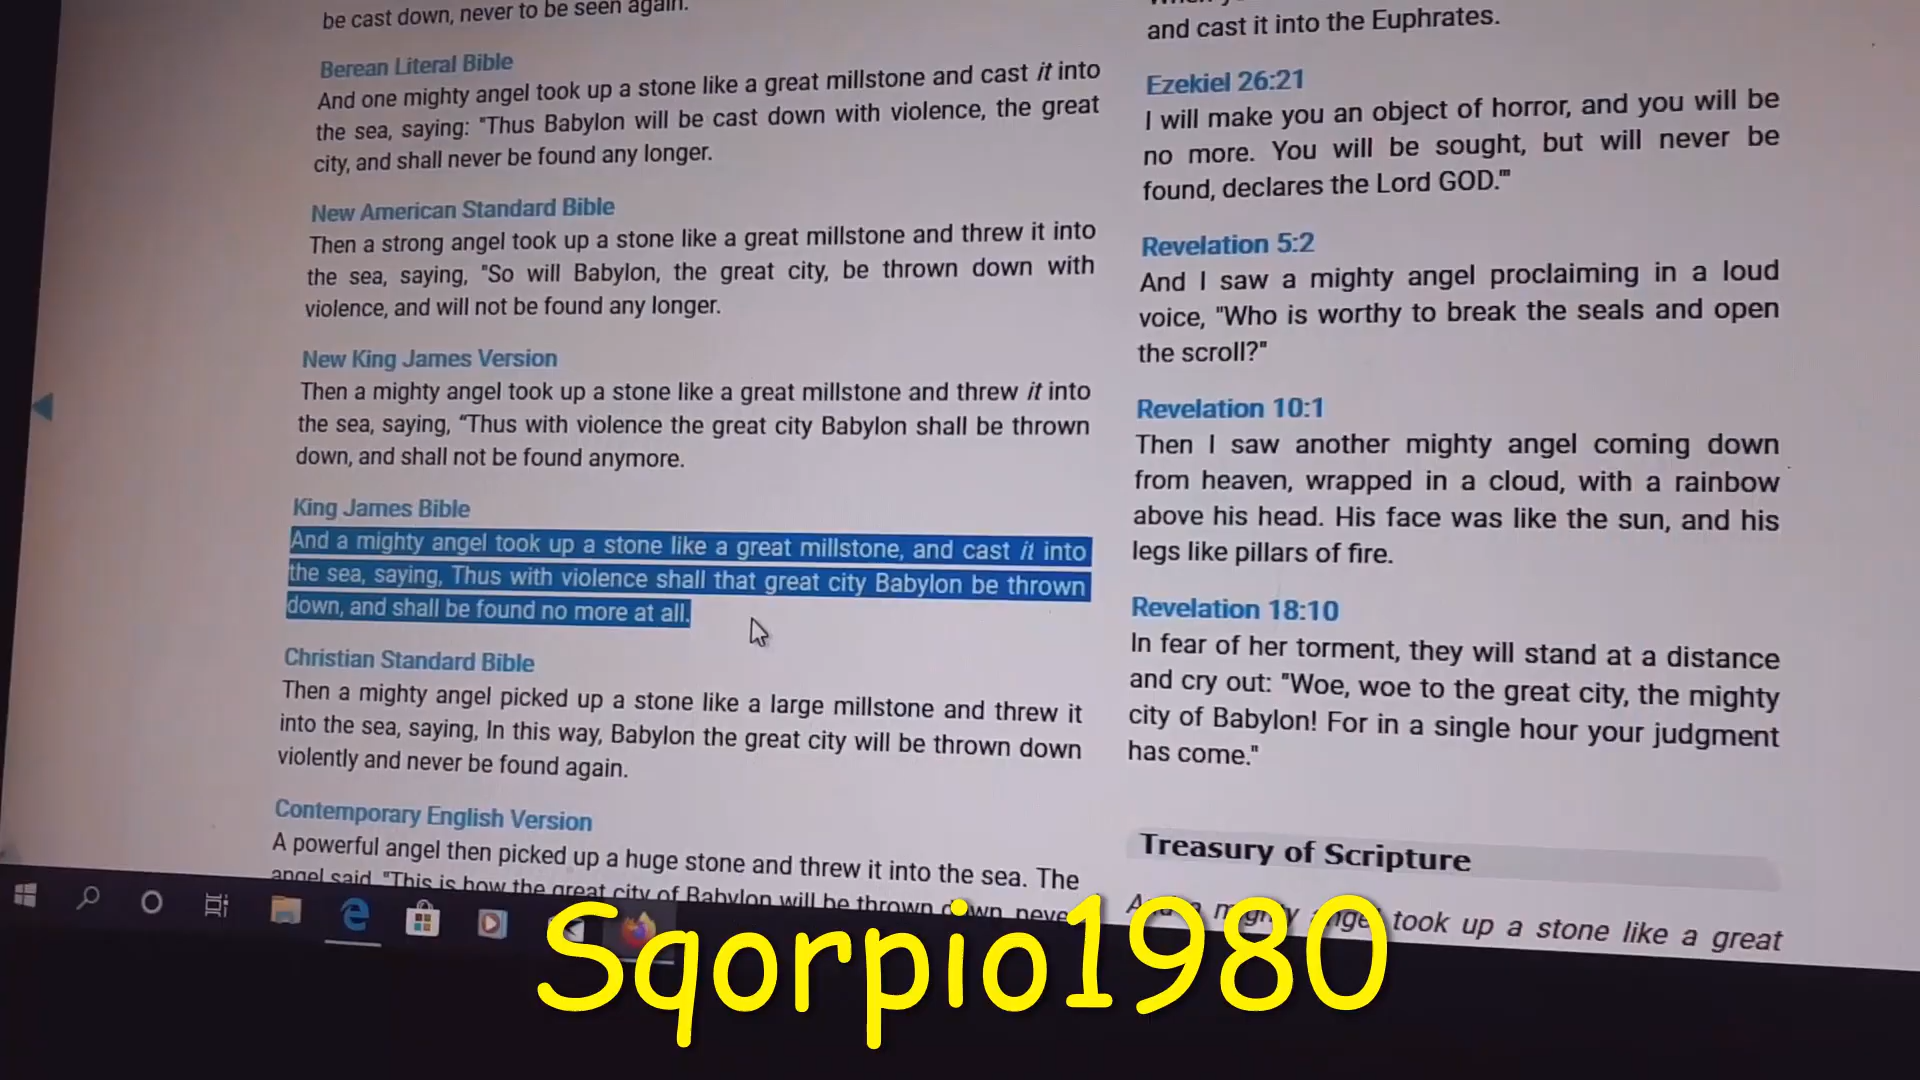 be cast down, never to be seen again.
Berean Literal Bible
And one mighty angel took up a stone like a great millstone and cast it into
the sea, saying: "Thus Babylon will be cast down with violence, the great
city, and shall never be found any longer.
New American Standard Bible
Then a strong angel took up a stone like a great millstone and threw it into
the sea, saying, "So will Babylon, the great city, be thrown down with
violence, and will not be found any longer.
New King James Version
Then a mighty angel took up a stone like a great millstone and threw it into
the sea, saying, “Thus with violence the great city Babylon shall be thrown
down, and shall not be found anymore.
King James Bible
And a mighty angel took up a stone like a great millstone, and cast it into
the sea, saying, Thus with violence shall that great city Babylon be thrown
down, and shall be found no more at all.
Christian Standard Bible
Then a mighty angel picked up a stone like a large millstone and threw it
into the sea, saying, In this way, Babylon the great city will be thrown down
violently and never be found again.
Contemporary English Version
A powerful angel then picked up a huge stone and threw it into the sea. The
angel said, "This is how the great city of Babylon will be thrown down,
and cast it into the Euphrates.
Ezekiel 26:21
I will make you an object of horror, and you will be
no more. You will be sought, but will never be
found, declares the Lord GOD.'"
Revelation 5:2
And I saw a mighty angel proclaiming in a loud
voice, "Who is worthy to break the seals and open
the scroll?"
Revelation 10:1
Then I saw another mighty angel coming down
from heaven, wrapped in a cloud, with a rainbow
above his head. His face was like the sun, and his
legs like pillars of fire.
Revelation 18:10
In fear of her torment, they will stand at a distance
and cry out: "Woe, woe to the great city, the mighty
city of Babylon! For in a single hour your judgment
has come."
Treasury of Scripture
And a mighty angel took up a stone like a great
Sqorpio1980